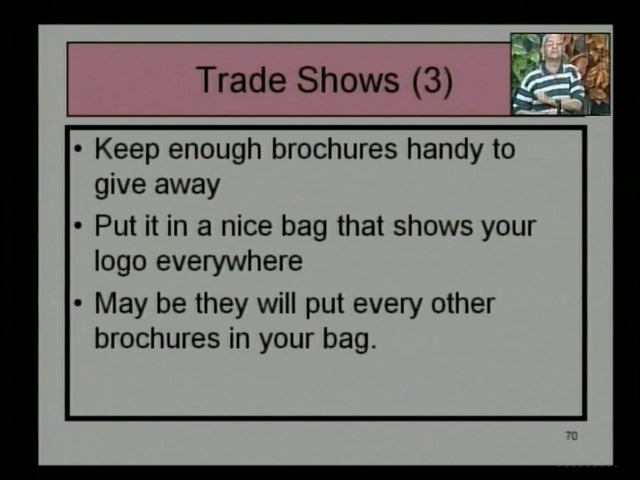 Trade Shows (3)
• Keep enough brochures handy to
give away
• Put it in a nice bag that shows your
logo everywhere
• May be they will put every other
brochures in your bag.
70